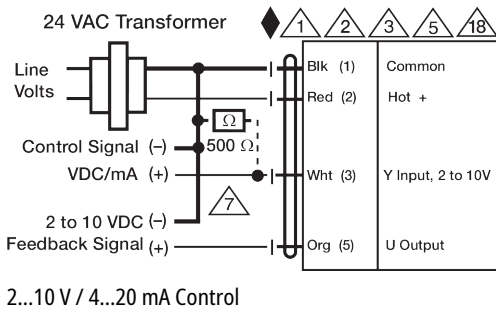 24 VAC Transformer
1 2 3 5 18
Line
Volts
Blk (1) Common
Red (2) Hot +
Ω
500 Ω
Control Signal (–)
VDC/mA (+)
Wht (3) Y Input, 2 to 10V
7
2 to 10 VDC (–)
Feedback Signal (+)
Org (5) U Output
2...10 V / 4...20 mA Control